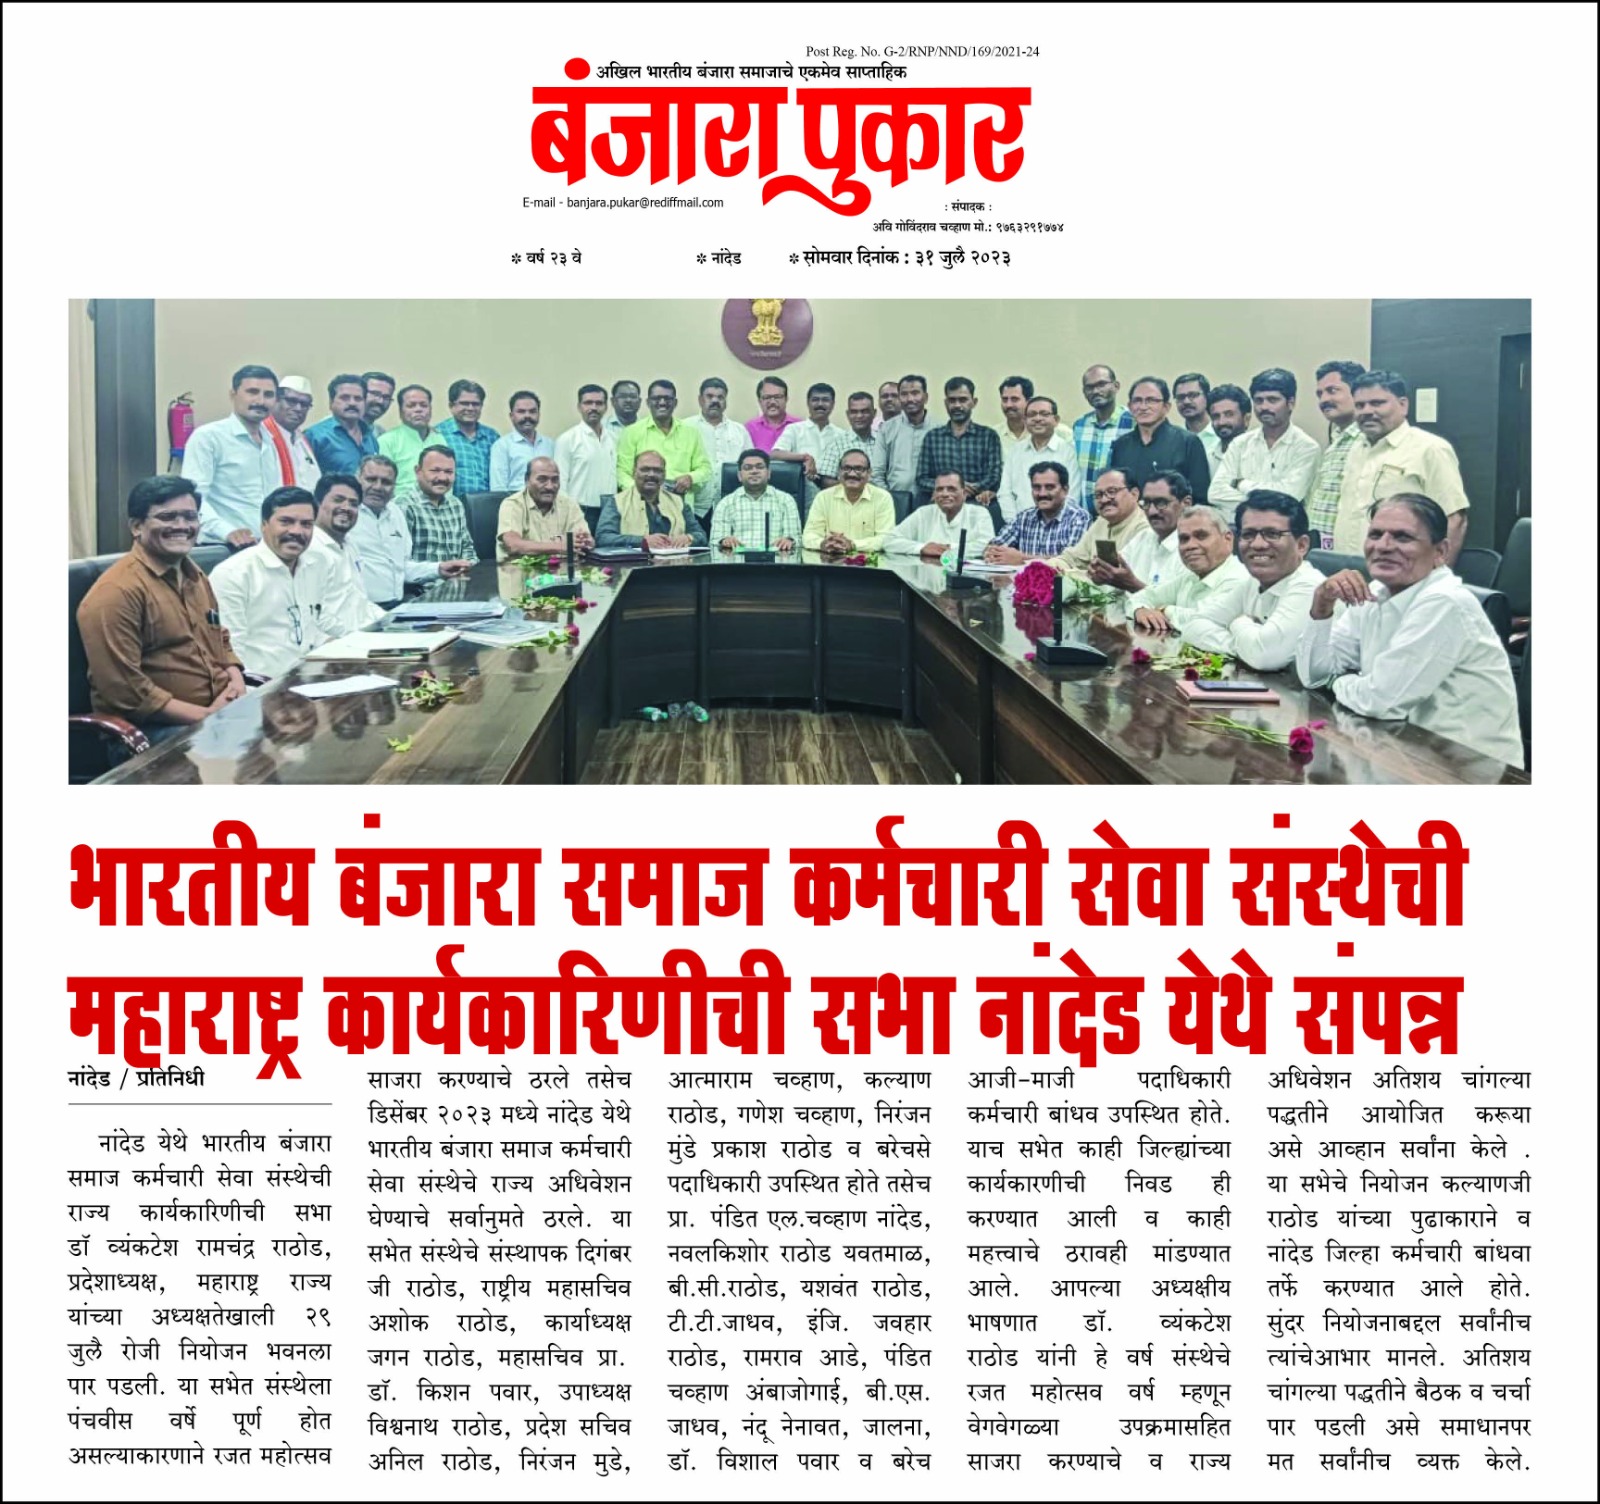 Post Reg. No. G-2/RNP/NND/169/2021-24
अखिल भारतीय बंजारा समाजाचे एकमेव साप्ताहिक
बंजारा पुकार
E-mail - banjara.pukar@rediffmail.com
: संपादक :
अवि गोविंदराव चव्हाण मो.: ९७६३२९१७७४
* वर्ष २३ वे
* नांदेड
* सोमवार दिनांक : ३१ जुलै २०२३
भारतीय बंजारा समाज कर्मचारी सेवा संस्थेची
महाराष्ट्र कार्यकारिणीची सभा नांदेड येथे संपन्न
नांदेड / प्रतिनिधी
नांदेड येथे भारतीय बंजारा
समाज कर्मचारी सेवा संस्थेची
राज्य कार्यकारिणीची सभा
डॉ व्यंकटेश रामचंद्र राठोड,
प्रदेशाध्यक्ष, महाराष्ट्र राज्य
यांच्या अध्यक्षतेखाली २९
जुलै रोजी नियोजन भवनला
पार पडली. या सभेत संस्थेला
पंचवीस वर्षे पूर्ण होत
असल्याकारणाने रजत महोत्सव
साजरा करण्याचे ठरले तसेच
डिसेंबर २०२३ मध्ये नांदेड येथे
भारतीय बंजारा समाज कर्मचारी
सेवा संस्थेचे राज्य अधिवेशन
घेण्याचे सर्वानुमते ठरले. या
सभेत संस्थेचे संस्थापक दिगंबर
जी राठोड, राष्ट्रीय महासचिव
अशोक राठोड, कार्याध्यक्ष
जगन राठोड, महासचिव प्रा.
डॉ. किशन पवार, उपाध्यक्ष
विश्वनाथ राठोड, प्रदेश सचिव
अनिल राठोड, निरंजन मुडे,
आत्माराम चव्हाण, कल्याण
राठोड, गणेश चव्हाण, निरंजन
मुंडे प्रकाश राठोड व बरेचसे
पदाधिकारी उपस्थित होते तसेच
प्रा. पंडित एल.चव्हाण नांदेड,
नवलकिशोर राठोड यवतमाळ,
बी.सी.राठोड, यशवंत राठोड,
टी.टी.जाधव, इंजि. जवहार
राठोड, रामराव आडे, पंडित
चव्हाण अंबाजोगाई, बी.एस.
जाधव, नंदू नेनावत, जालना,
डॉ. विशाल पवार व बरेच
आजी-माजी पदाधिकारी
कर्मचारी बांधव उपस्थित होते.
याच सभेत काही जिल्ह्यांच्या
कार्यकारणीची निवड ही
करण्यात आली व काही
महत्त्वाचे ठरावही मांडण्यात
आले. आपल्या अध्यक्षीय
भाषणात डॉ. व्यंकटेश
राठोड यांनी हे वर्ष संस्थेचे
रजत महोत्सव वर्ष म्हणून
वेगवेगळ्या उपक्रमासहित
साजरा करण्याचे व राज्य
अधिवेशन अतिशय चांगल्या
पद्धतीने आयोजित करूया
असे आव्हान सर्वांना केले .
या सभेचे नियोजन कल्याणजी
राठोड यांच्या पुढाकाराने व
नांदेड जिल्हा कर्मचारी बांधवा
तर्फे करण्यात आले होते.
सुंदर नियोजनाबद्दल सर्वांनीच
त्यांचेआभार मानले. अतिशय
चांगल्या पद्धतीने बैठक व चर्चा
पार पडली असे समाधानपर
मत सर्वांनीच व्यक्त केले.